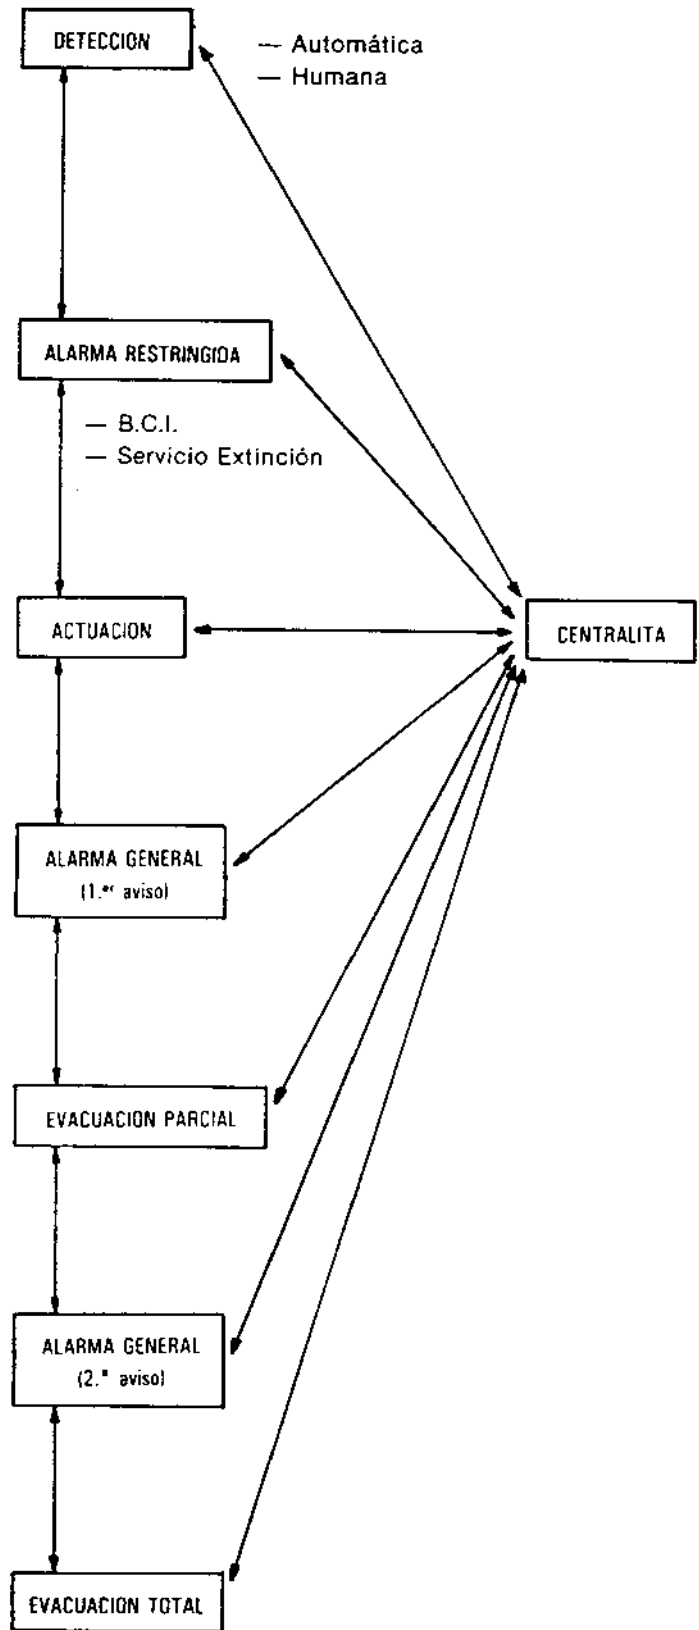 DETECCION
— Automática
— Humana
ALARMA RESTRINGIDA
— B.C.I.
— Servicio Extinción
ACTUACION
CENTRALITA
ALARMA GENERAL
(1.er aviso)
EVACUACION PARCIAL
ALARMA GENERAL
(2.º aviso)
EVACUACION TOTAL